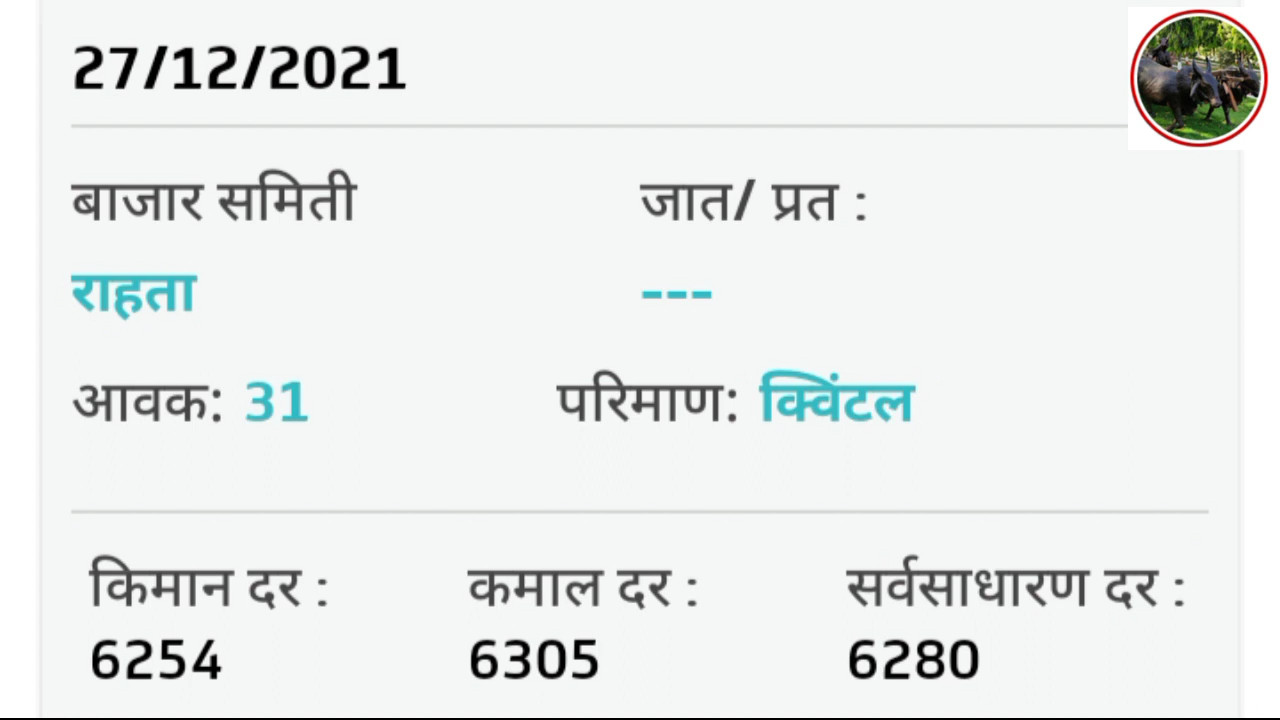 27/12/2021
बाजार समिती जात/ प्रत :
राहता ---
आवक: 31 परिमाण: क्विंटल
किमान दर : कमाल दर : सर्वसाधारण दर :
6254 6305 6280